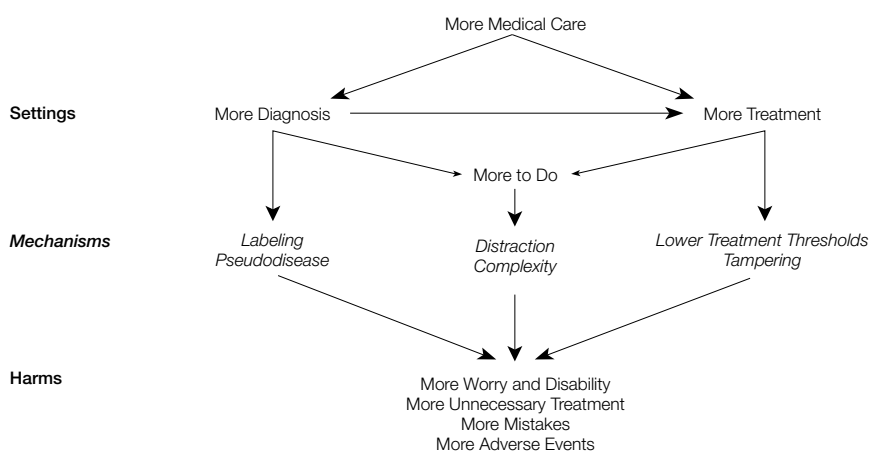 More Medical Care
Settings
More Diagnosis
More Treatment
More to Do
Mechanisms
Labeling
Pseudodisease
Distraction
Complexity
Lower Treatment Thresholds
Tampering
Harms
More Worry and Disability
More Unnecessary Treatment
More Mistakes
More Adverse Events